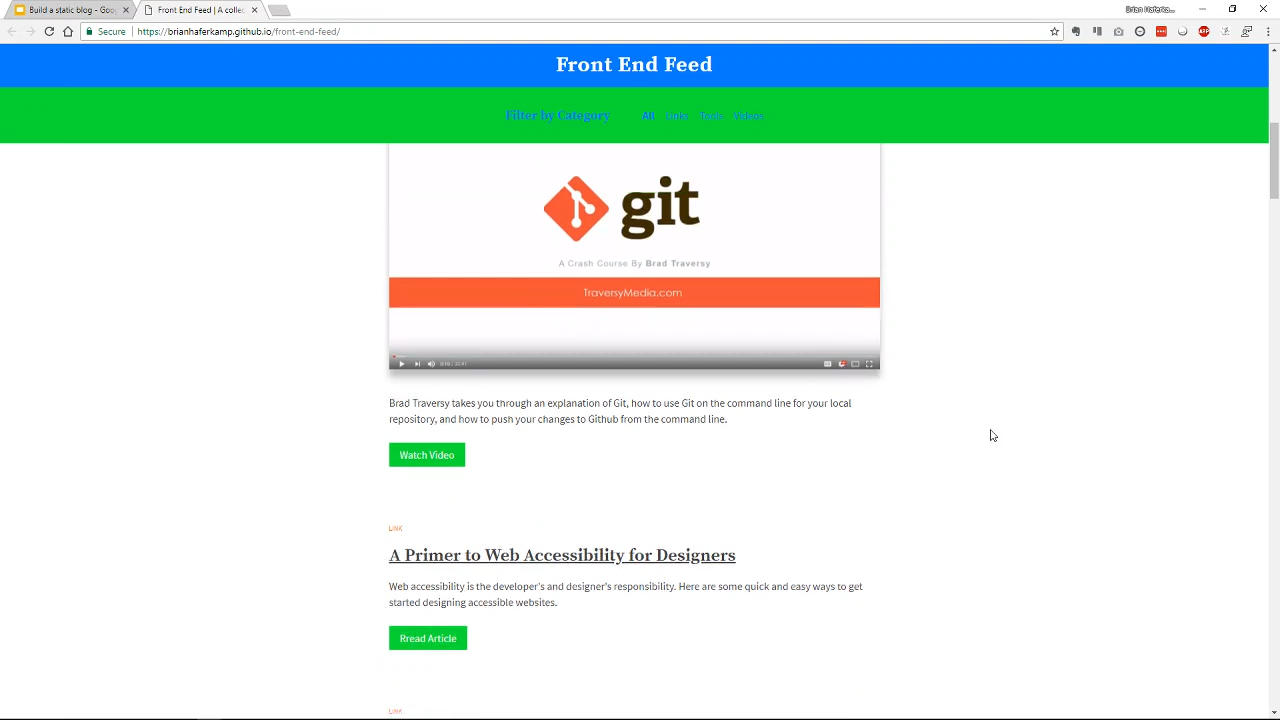 Build a static blog - Goo
Front End Feed | A collec
Brian Haferka...
Secure
https://brianhaferkamp.github.io/front-end-feed/
Front End Feed
Filter by Category All Links Tools Videos
git
A Crash Course By Brad Traversy
TraversyMedia.com
Brad Traversy takes you through an explanation of Git, how to use Git on the command line for your local
repository, and how to push your changes to Github from the command line.
Watch Video
LINK
A Primer to Web Accessibility for Designers
Web accessibility is the developer's and designer's responsibility. Here are some quick and easy ways to get
started designing accessible websites.
Rread Article
LINK